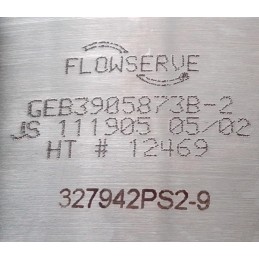 FLOWSERVE
GEB3905873B-2
JS 111905 05/02
HT # 12469
327942PS2-9